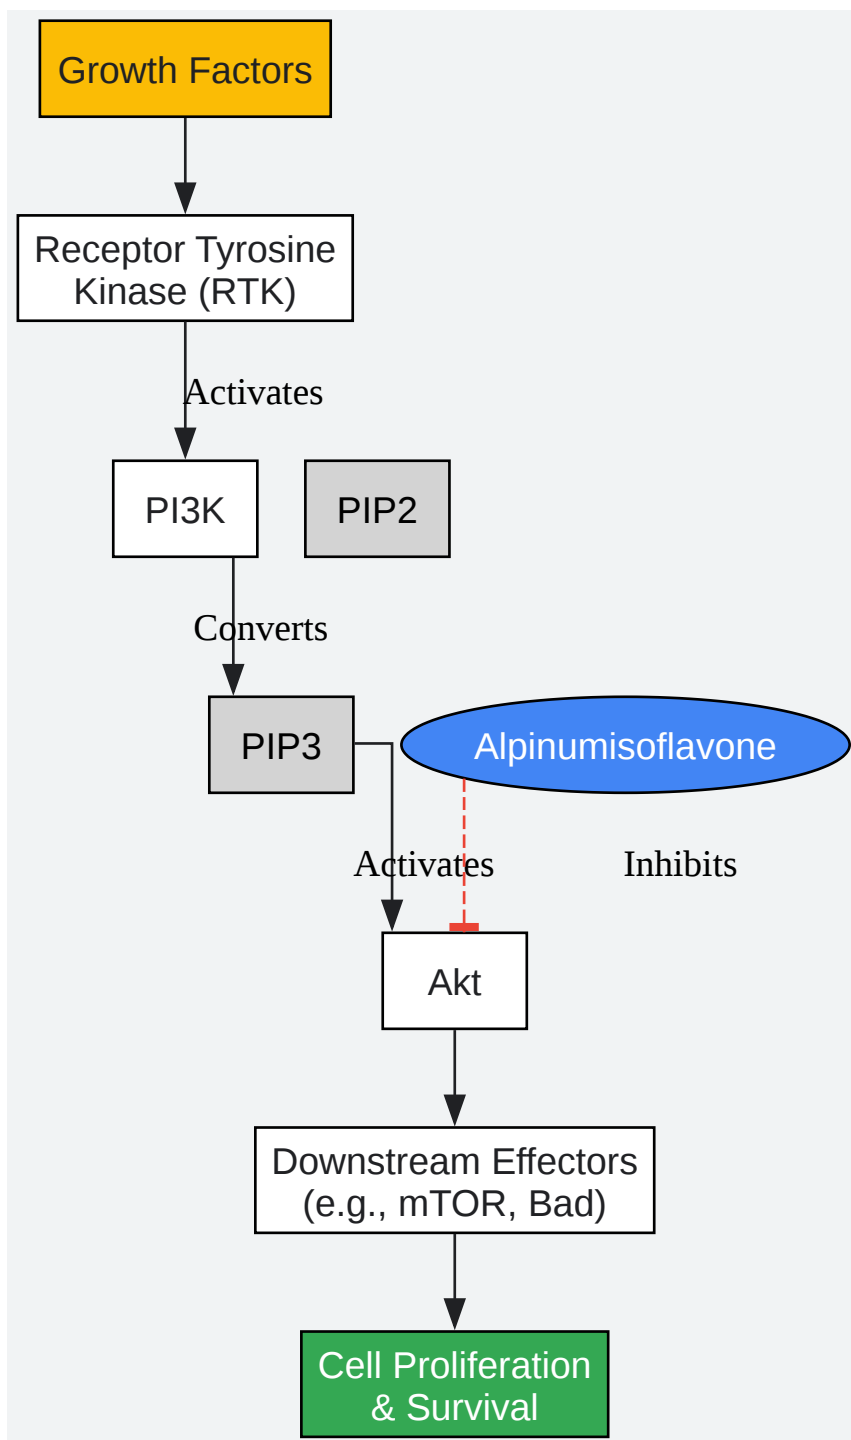 Growth Factors
Receptor Tyrosine
Kinase (RTK)
Activates
PI3K
PIP2
Converts
PIP3
Alpinumisoflavone
Activates
Inhibits
Akt
Downstream Effectors
(e.g., mTOR, Bad)
Cell Proliferation
& Survival